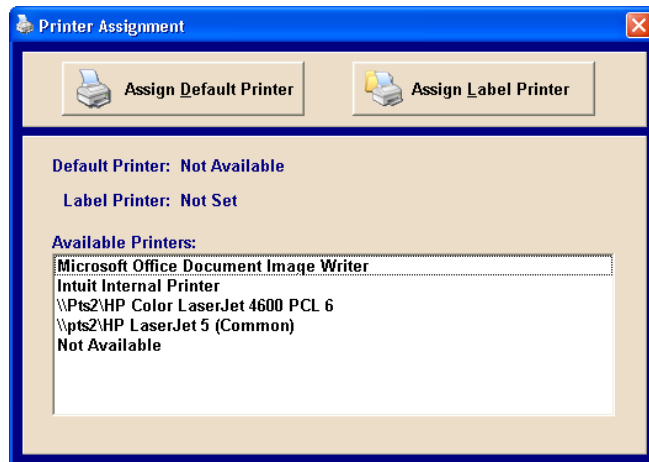 Printer Assignment
Assign Default Printer
Assign Label Printer
Default Printer: Not Available
Label Printer: Not Set
Available Printers:
Microsoft Office Document Image Writer
Intuit Internal Printer
\\Pts2\HP Color LaserJet 4600 PCL 6
\\pts2\HP LaserJet 5 (Common)
Not Available